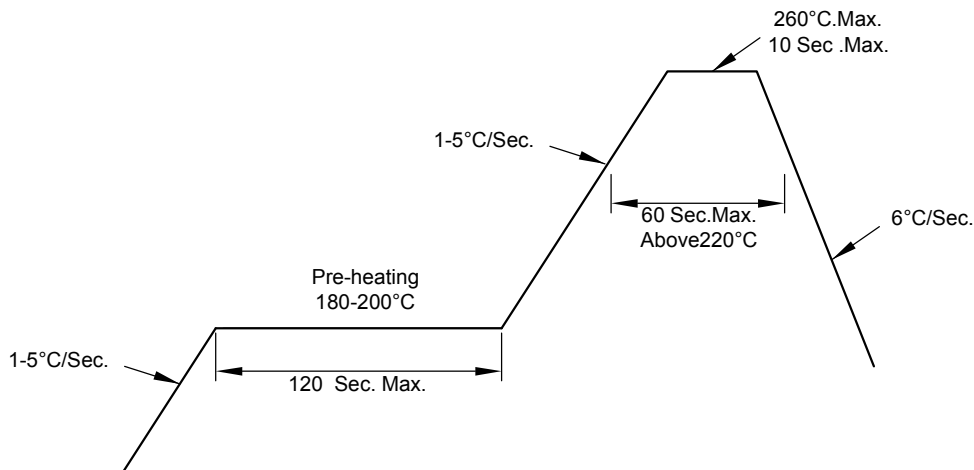 260°C.Max.
10 Sec .Max.
1-5°C/Sec.
60 Sec.Max.
Above220°C
6°C/Sec.
Pre-heating
180-200°C
1-5°C/Sec.
120 Sec. Max.